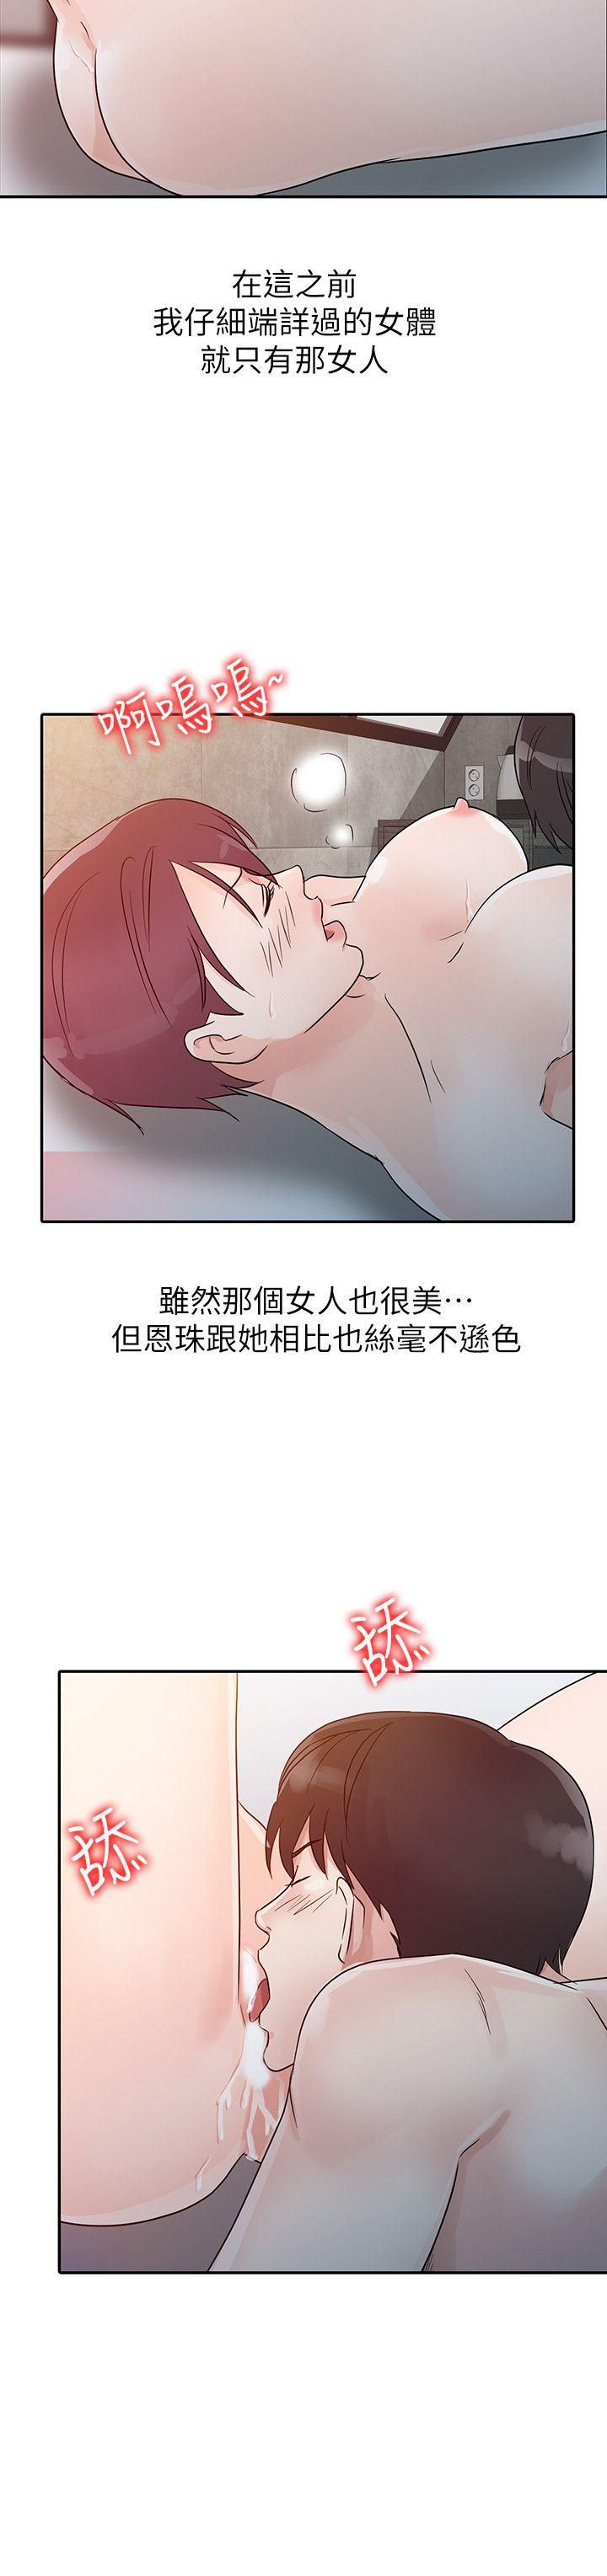 在這之前
我仔細端詳過的女體
就只有那女人
啊嗚嗚~
雖然那個女人也很美…
但恩珠跟她相比也絲毫不遜色
舔
舔